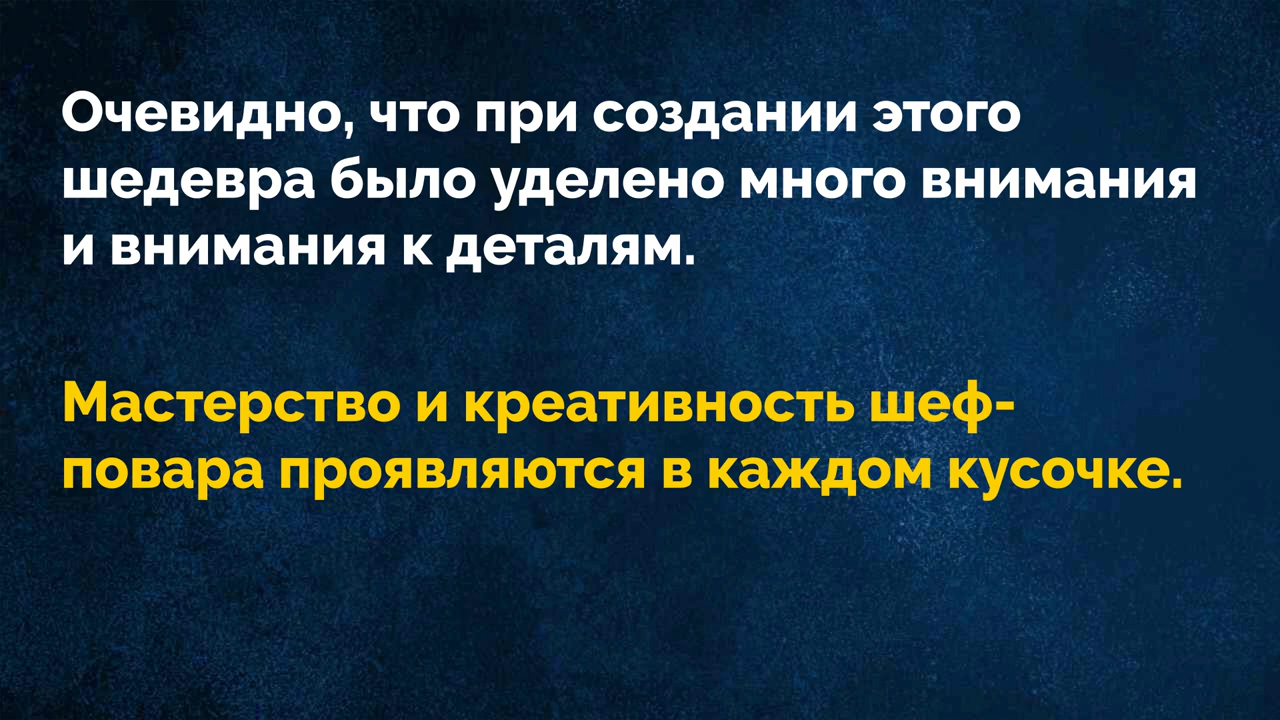 Очевидно, что при создании этого
шедевра было уделено много внимания
и внимания к деталям.
Мастерство и креативность шеф-
повара проявляются в каждом кусочке.